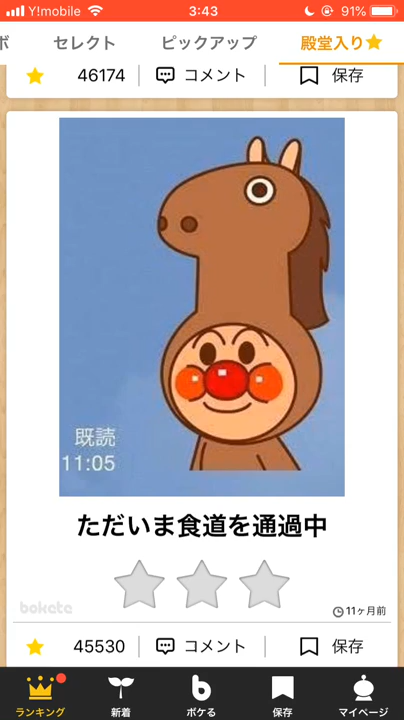 Y!mobile 3:43 91%
ボ セレクト ピックアップ 殿堂入り
46174 コメント 保存
既読
11:05
ただいま食道を通過中
bokete 11ヶ月前
45530 コメント 保存
ランキング 新着 ボケる 保存 マイページ